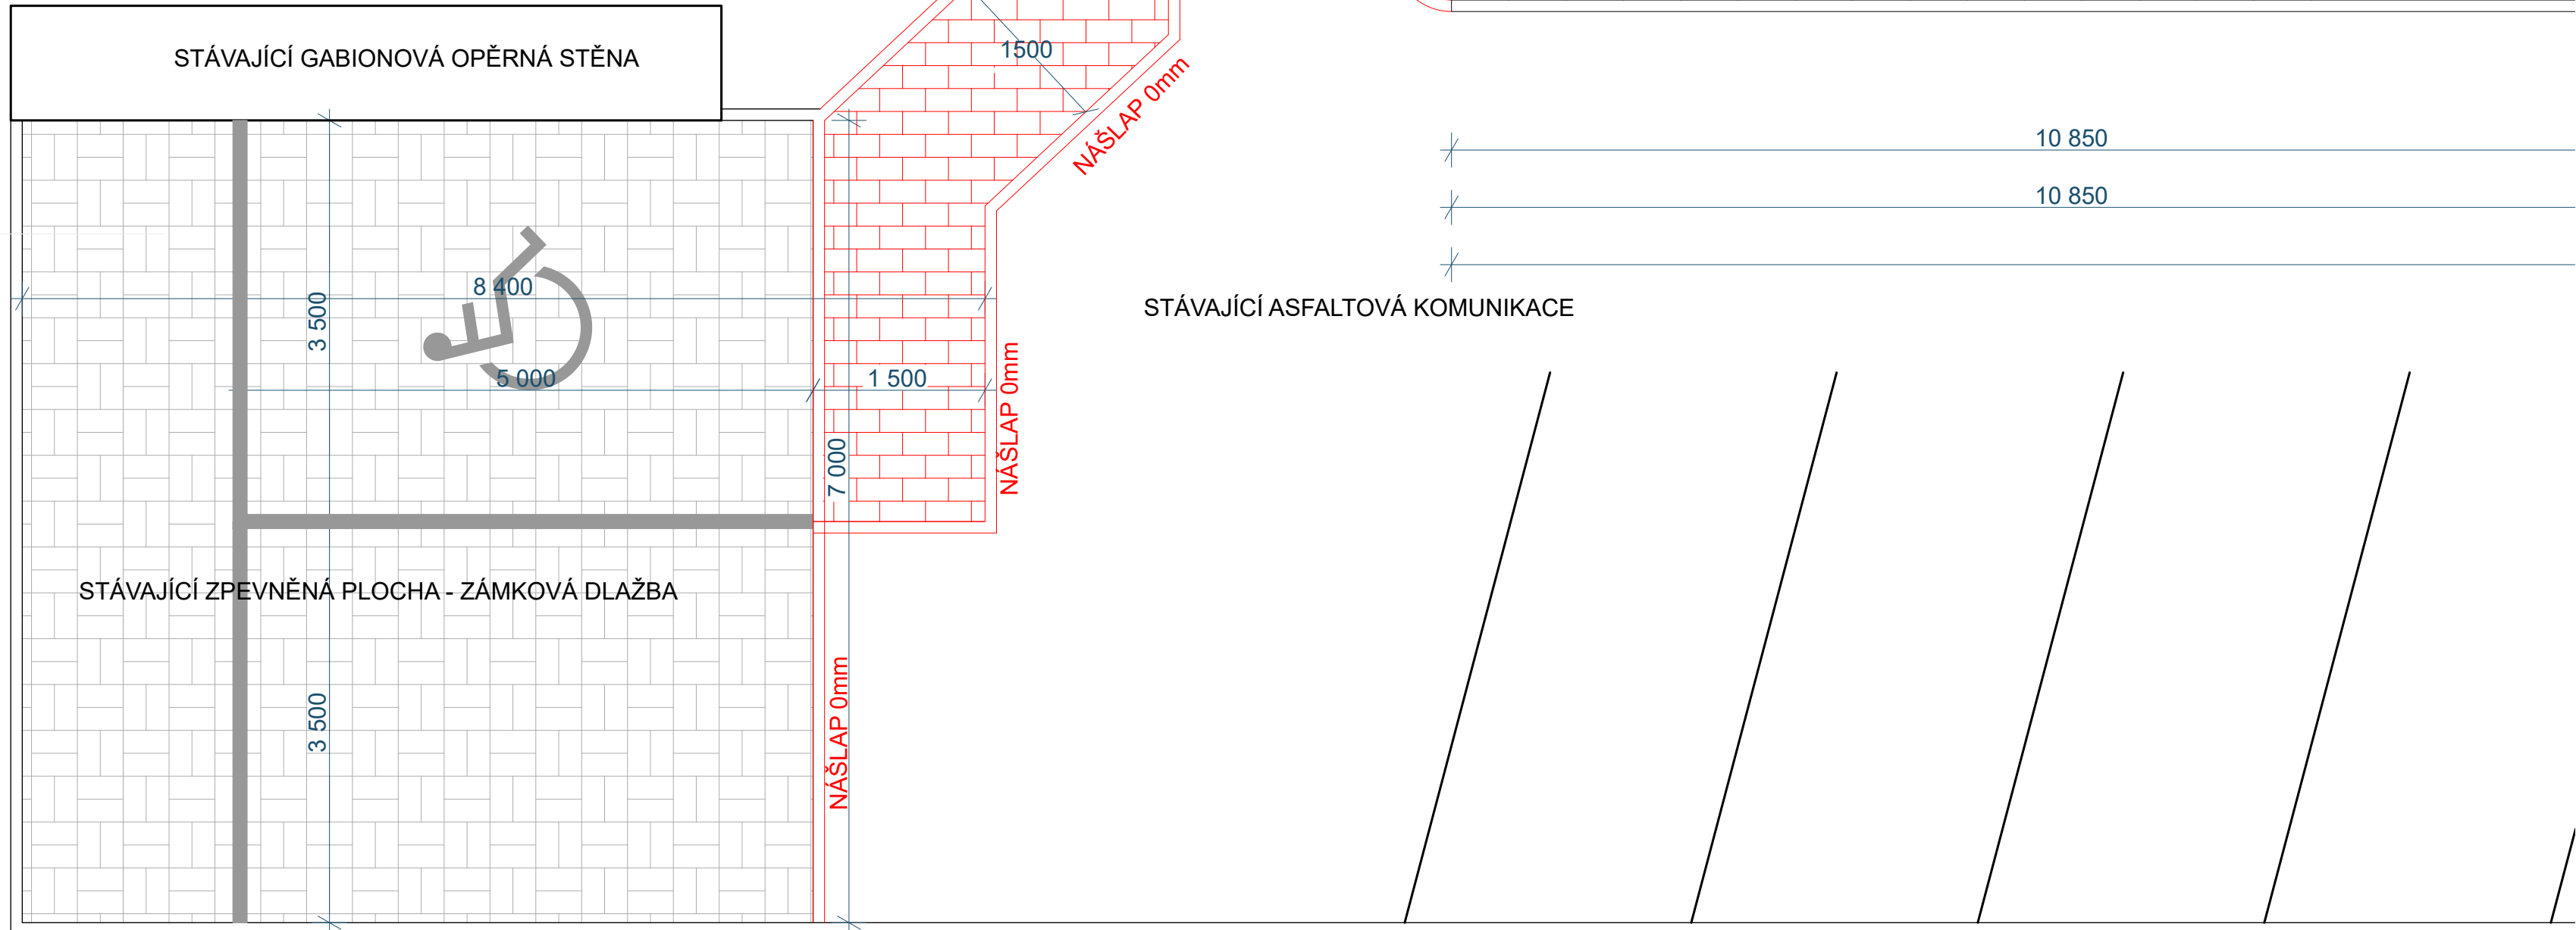 STÁVAJÍCÍ GABIONOVÁ OPĚRNÁ STĚNA
1500
NÁŠLAP 0mm
10 850
10 850
8 400
3 500
STÁVAJÍCÍ ASFALTOVÁ KOMUNIKACE
5 000
1 500
NÁŠLAP 0mm
7 000
STÁVAJÍCÍ ZPEVNĚNÁ PLOCHA - ZÁMKOVÁ DLAŽBA
3 500
NÁŠLAP 0mm